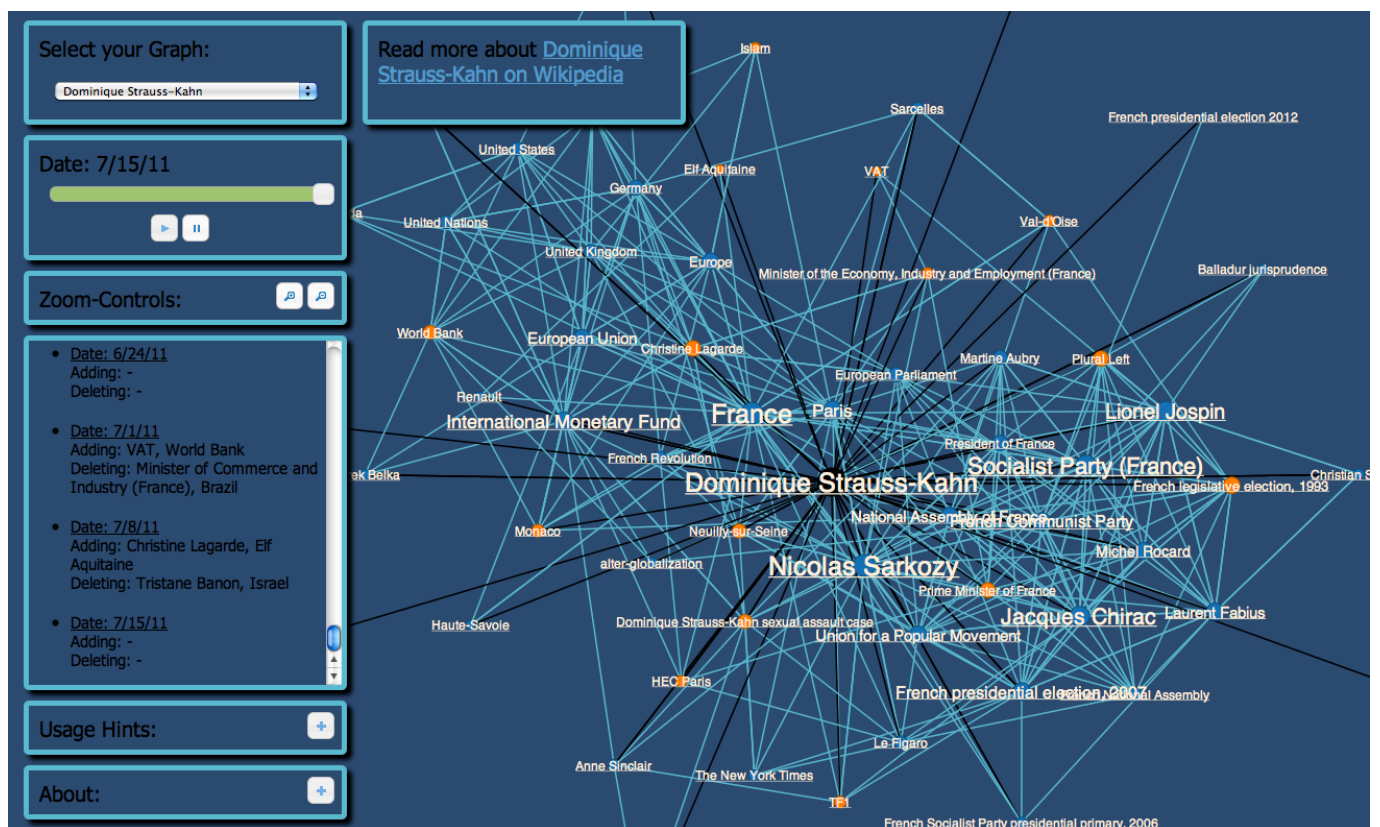 Select your Graph:
Dominique Strauss-Kahn
Date: 7/15/11
Zoom-Controls:
• Date: 6/24/11
Adding: -
Deleting: -
• Date: 7/1/11
Adding: VAT, World Bank
Deleting: Minister of Commerce and
Industry (France), Brazil
• Date: 7/8/11
Adding: Christine Lagarde, Elf
Aquitaine
Deleting: Tristane Banon, Israel
• Date: 7/15/11
Adding: -
Deleting: -
Usage Hints:
About:
Read more about Dominique
Strauss-Kahn on Wikipedia
Islam
Sarcelles
French presidential election 2012
United States
Elf Aquitaine
VAT
Germany
United Nations
Val-d'Oise
United Kingdom
Europe
Minister of the Economy, Industry and Employment (France)
Balladur jurisprudence
World Bank
European Union
Christine Lagarde
Martine Aubry
Plural Left
European Parliament
Renault
International Monetary Fund
France
Paris
Lionel Jospin
President of France
French Revolution
Socialist Party (France)
ek Belka
Dominique Strauss-Kahn
Christian S
French legislative election, 1993
National Assembly of France
French Communist Party
Monaco
Neuilly-sur-Seine
Michel Rocard
alter-globalization
Nicolas Sarkozy
Prime Minister of France
Jacques Chirac
Laurent Fabius
Haute-Savoie
Dominique Strauss-Kahn sexual assault case
Union for a Popular Movement
HEC Paris
French presidential election, 2007
National Assembly
Le Figaro
Anne Sinclair
The New York Times
TF1
French Socialist Party presidential primary, 2006